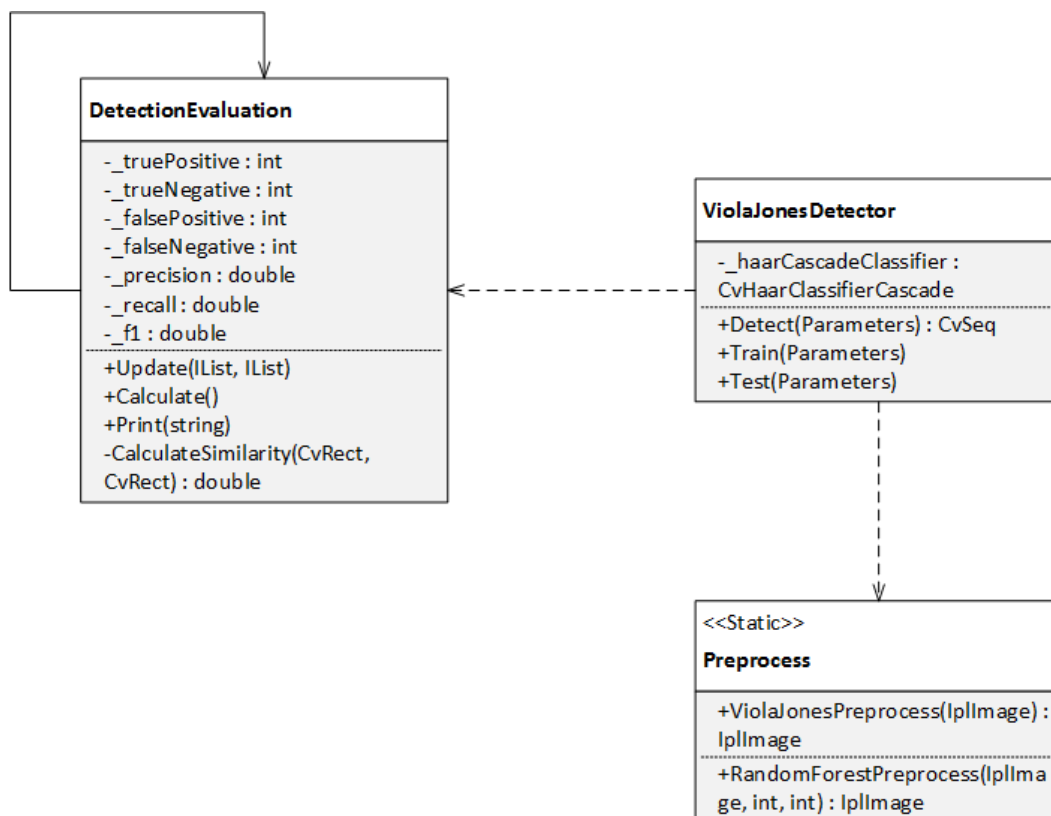 DetectionEvaluation
-_truePositive : int
-_trueNegative : int
-_falsePositive : int
-_falseNegative : int
-_precision : double
-_recall : double
-_f1 : double
+Update(IList, IList)
+Calculate()
+Print(string)
-CalculateSimilarity(CvRect,
CvRect) : double
ViolaJonesDetector
-_haarCascadeClassifier :
CvHaarClassifierCascade
+Detect(Parameters) : CvSeq
+Train(Parameters)
+Test(Parameters)
<<Static>>
Preprocess
+ViolaJonesPreprocess(IplImage) :
IplImage
+RandomForestPreprocess(IplIma
ge, int, int) : IplImage